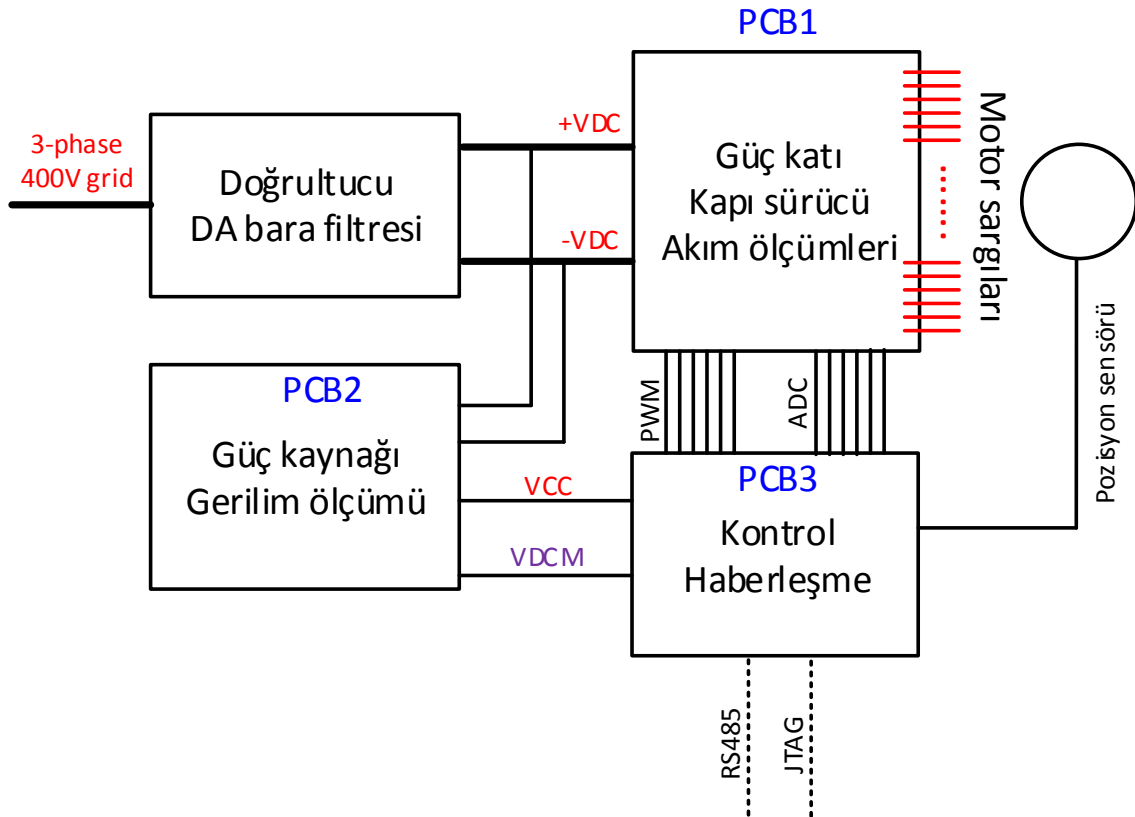 PCB1
3-phase
400V grid
Doğrultucu
DA bara filtresi
+VDC
-VDC
Güç katı
Kapı sürücü
Akım ölçümleri
Motor sargıları
Pozisyon sensörü
PCB2
Güç kaynağı
Gerilim ölçümü
VCC
VDCM
PWM
ADC
PCB3
Kontrol
Haberleşme
RS485
JTAG